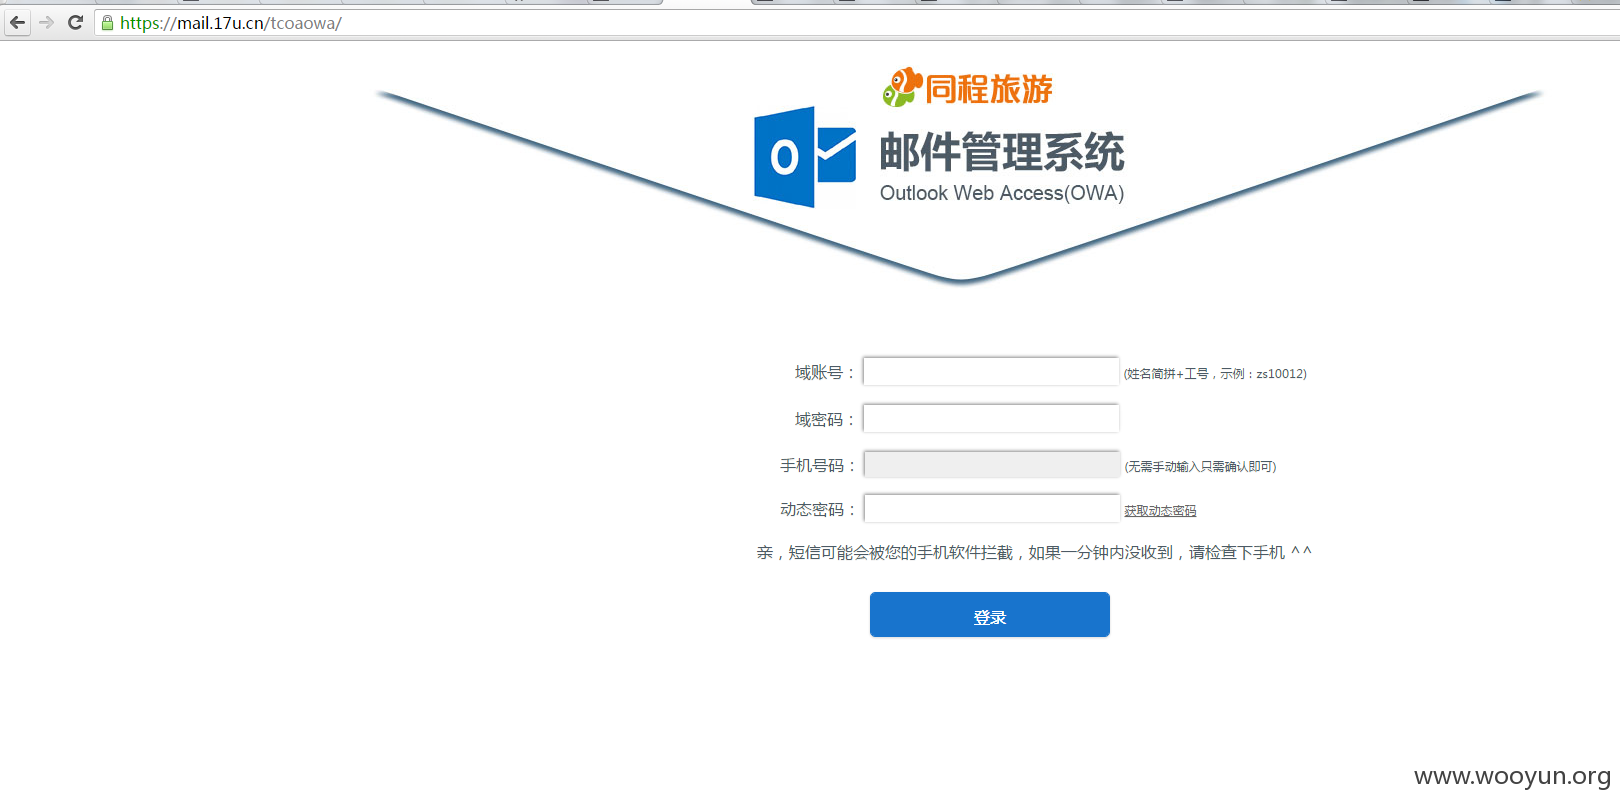 https://mail.17u.cn/tcoaowa/
同程旅游
邮件管理系统
Outlook Web Access(OWA)
域账号： (姓名简拼+工号，示例：zs10012)
域密码：
手机号码： (无需手动输入只需确认即可)
动态密码： 获取动态密码
亲，短信可能会被您的手机软件拦截，如果一分钟内没收到，请检查下手机 ^^
登录
www.wooyun.org